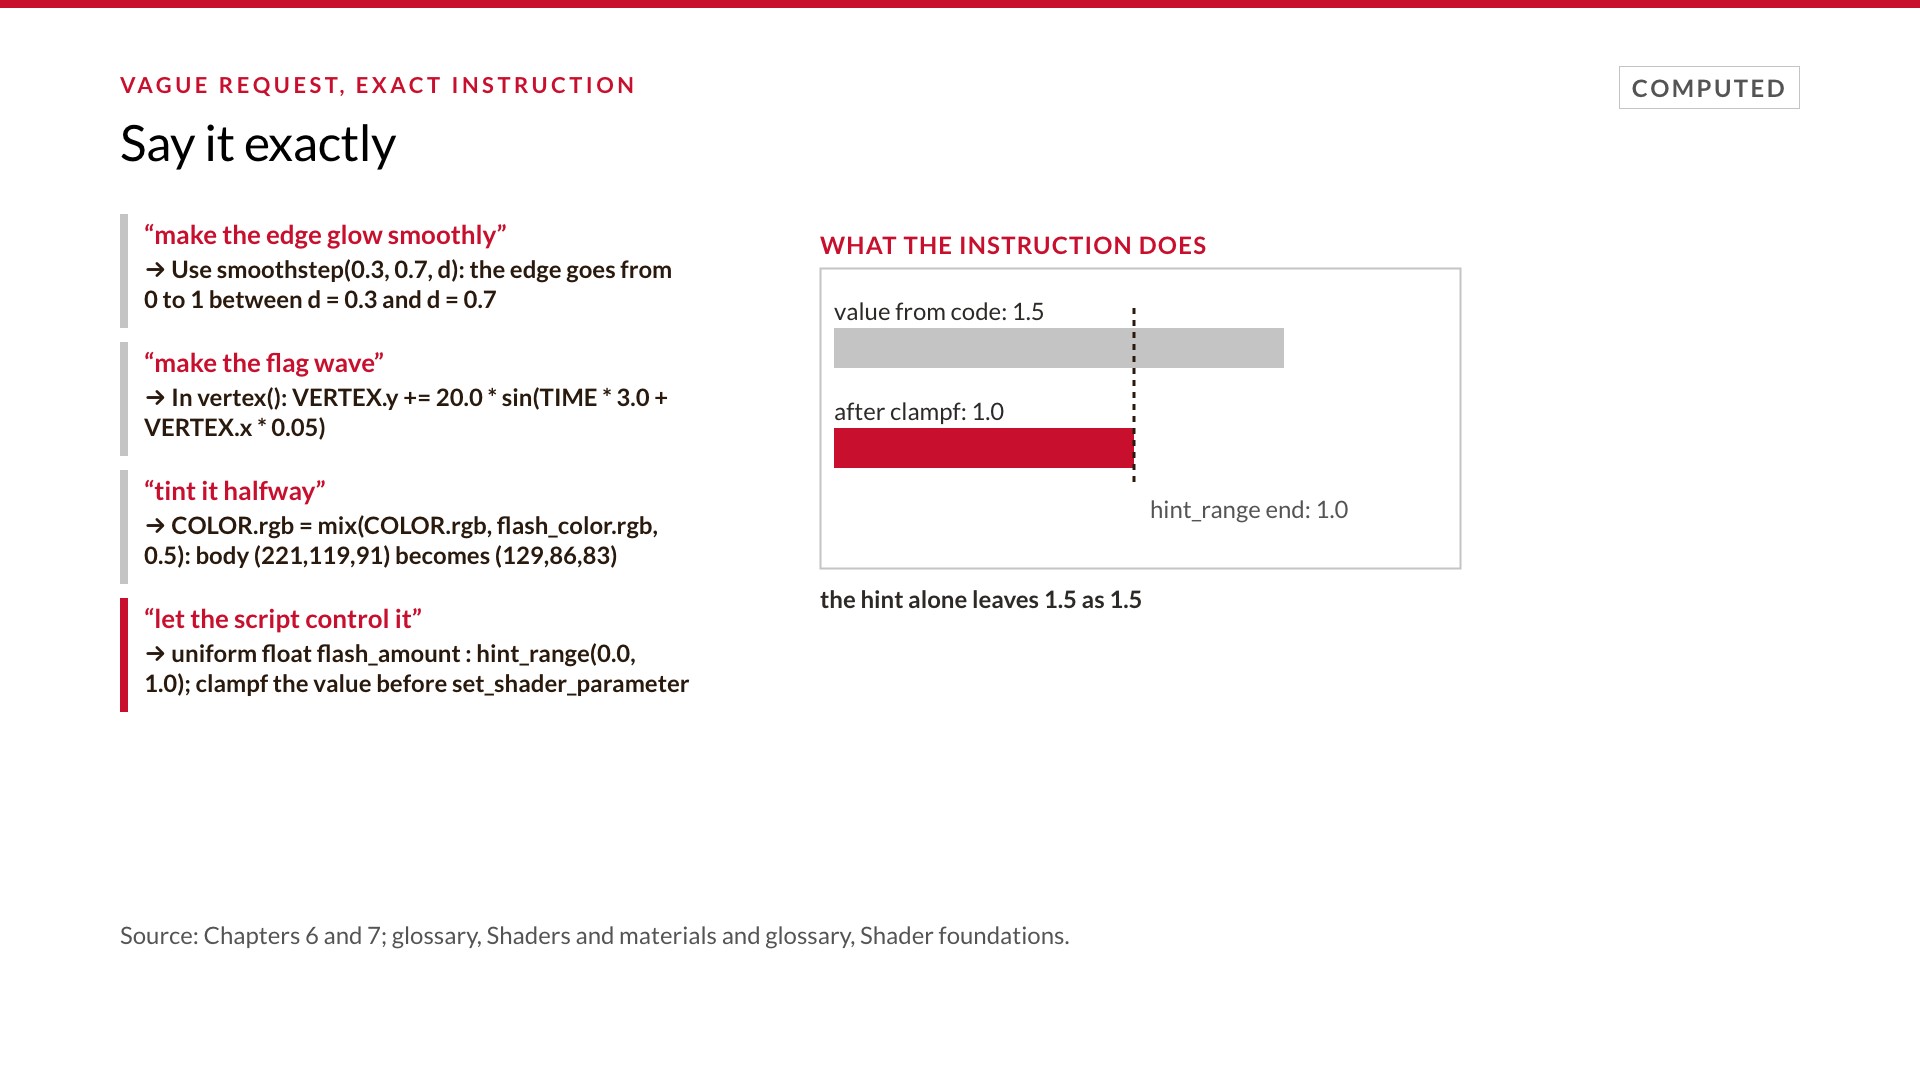 VAGUE REQUEST, EXACT INSTRUCTION
COMPUTED
Say it exactly
“make the edge glow smoothly”
→ Use smoothstep(0.3, 0.7, d): the edge goes from
0 to 1 between d = 0.3 and d = 0.7
“make the flag wave”
→ In vertex(): VERTEX.y += 20.0 * sin(TIME * 3.0 +
VERTEX.x * 0.05)
“tint it halfway”
→ COLOR.rgb = mix(COLOR.rgb, flash_color.rgb,
0.5): body (221,119,91) becomes (129,86,83)
“let the script control it”
→ uniform float flash_amount : hint_range(0.0,
1.0); clampf the value before set_shader_parameter
WHAT THE INSTRUCTION DOES
value from code: 1.5
after clampf: 1.0
hint_range end: 1.0
the hint alone leaves 1.5 as 1.5
Source: Chapters 6 and 7; glossary, Shaders and materials and glossary, Shader foundations.